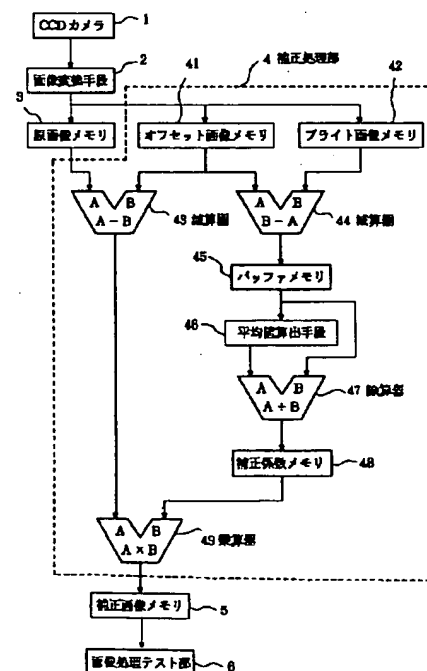 CCDカメラ 1
画像変換手段 2
4 補正処理部
3 41 42
原画像メモリ オフセット画像メモリ ブライト画像メモリ
A B
A－B
43 減算器
A B
B－A
44 減算器
45
バッファメモリ
46
平均値算出手段
A B
A÷B
47 除算器
補正係数メモリ 48
A B
A×B
49 乗算器
補正画像メモリ 5
画像処理テスト部 6